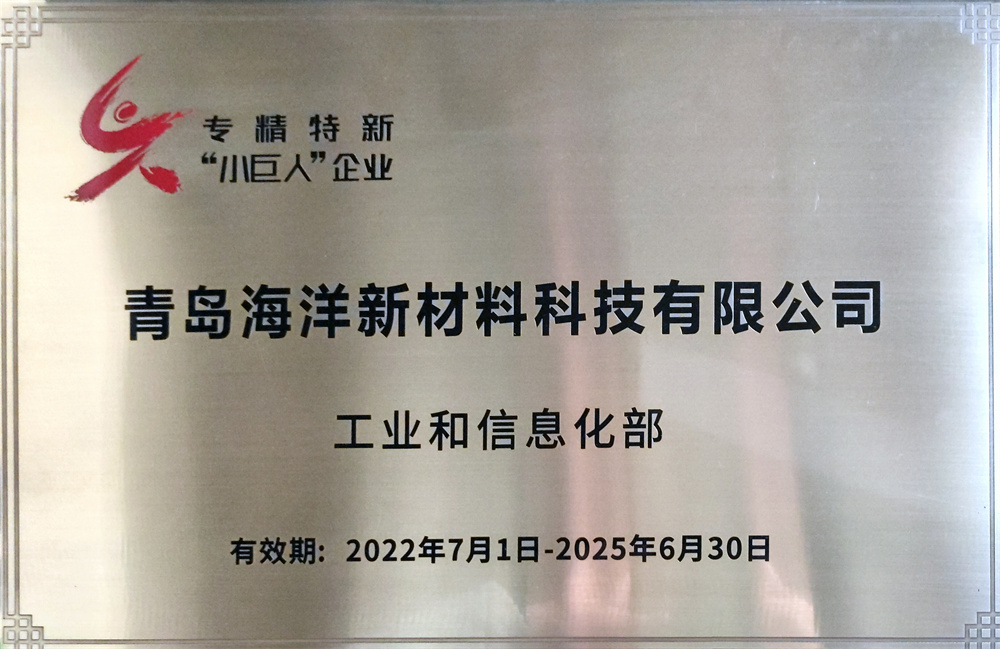 专精特新
“小巨人”企业
青岛海洋新材料科技有限公司
工业和信息化部
有效期: 2022年7月1日-2025年6月30日